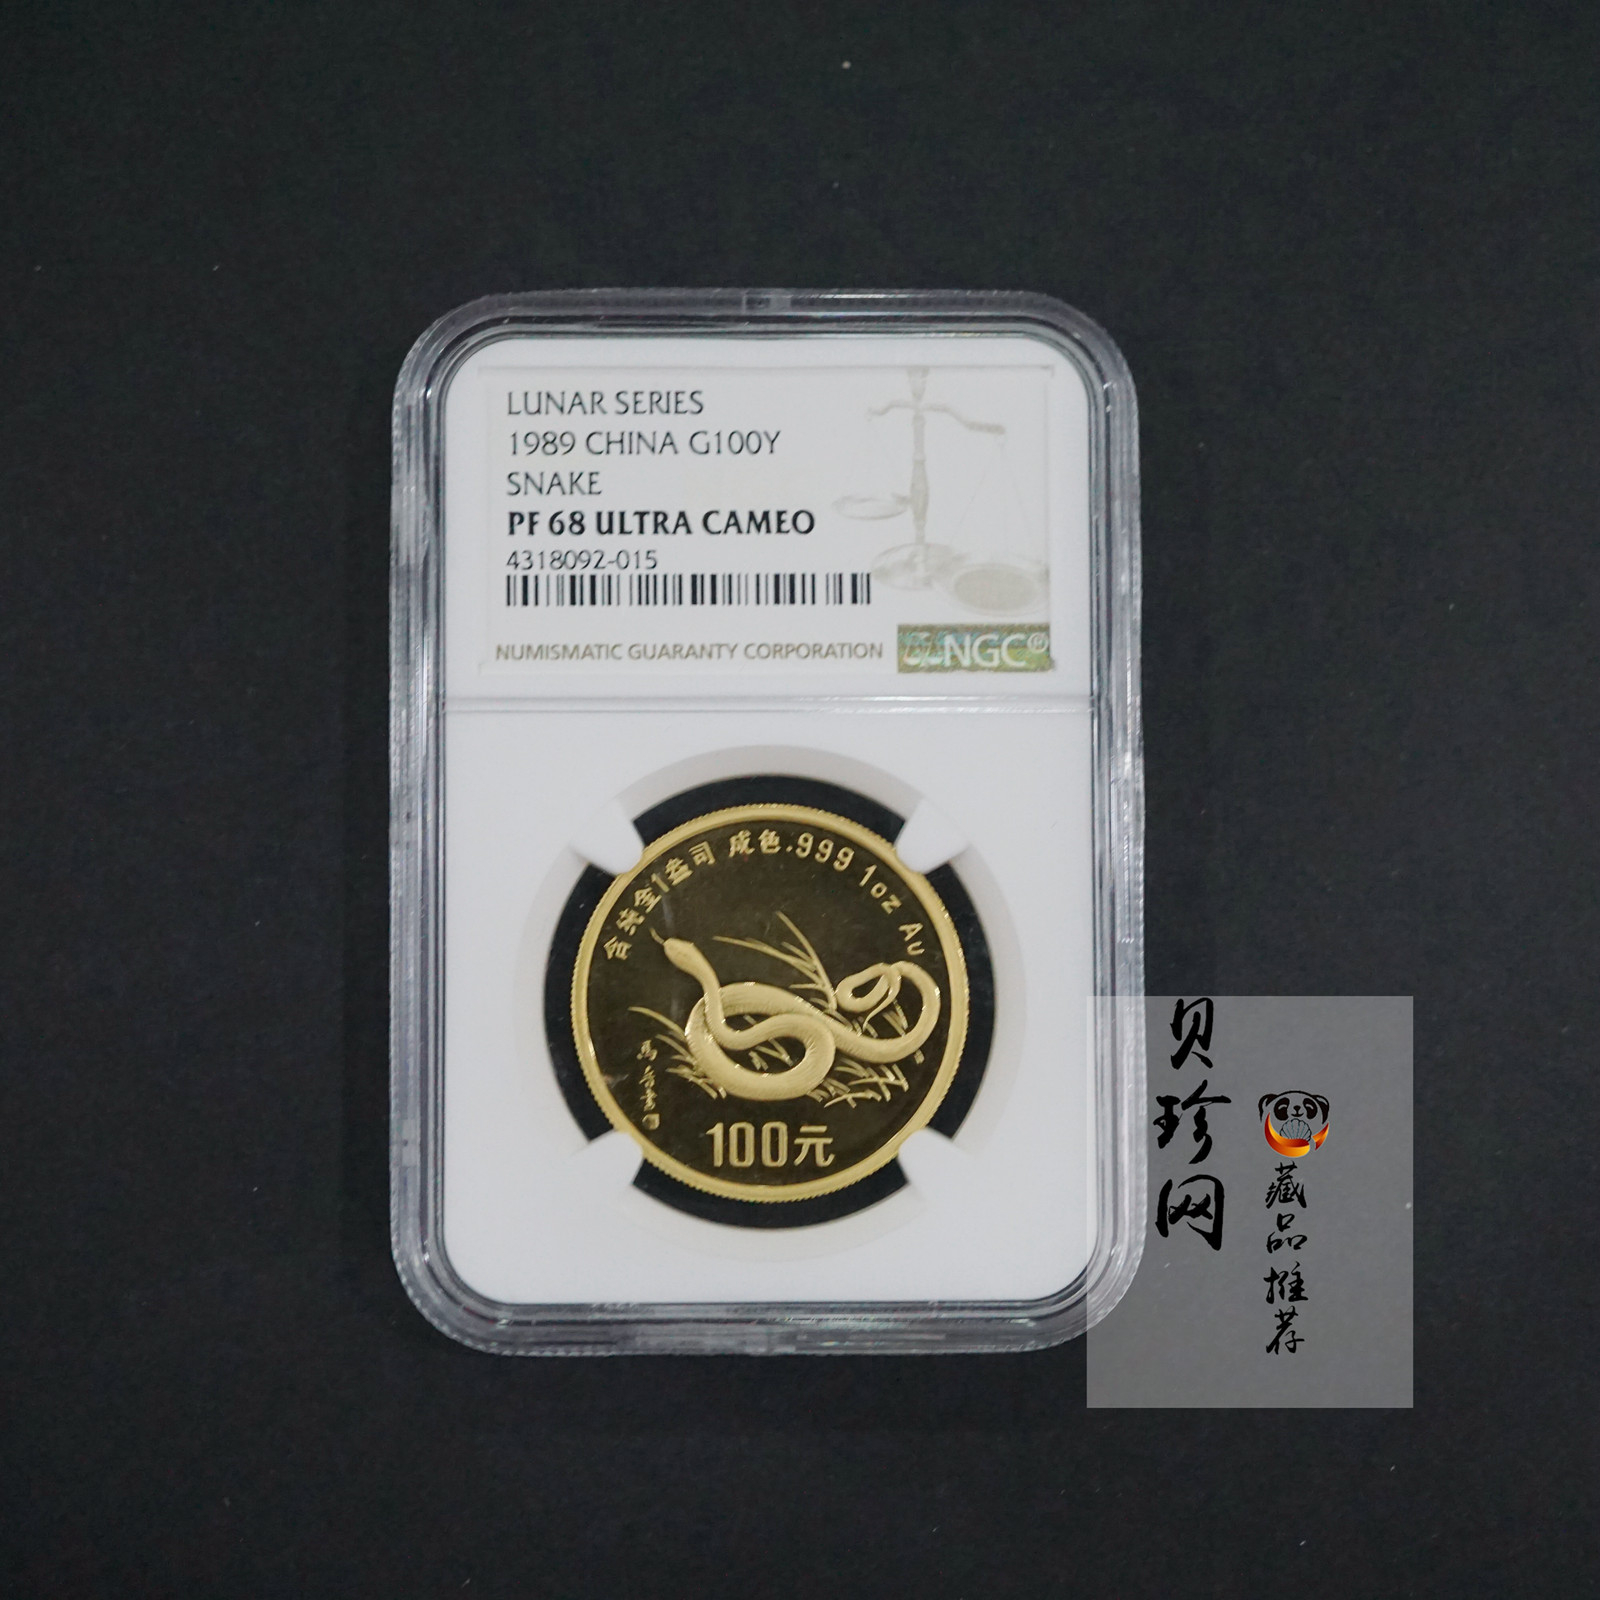 LUNAR SERIES
1989 CHINA G100Y
SNAKE
PF 68 ULTRA CAMEO
4318092-015
NUMISMATIC GUARANTY CORPORATION
NGC®
含纯金1盎司 成色.999 1oz Au
100元
贝珍网
藏品推荐